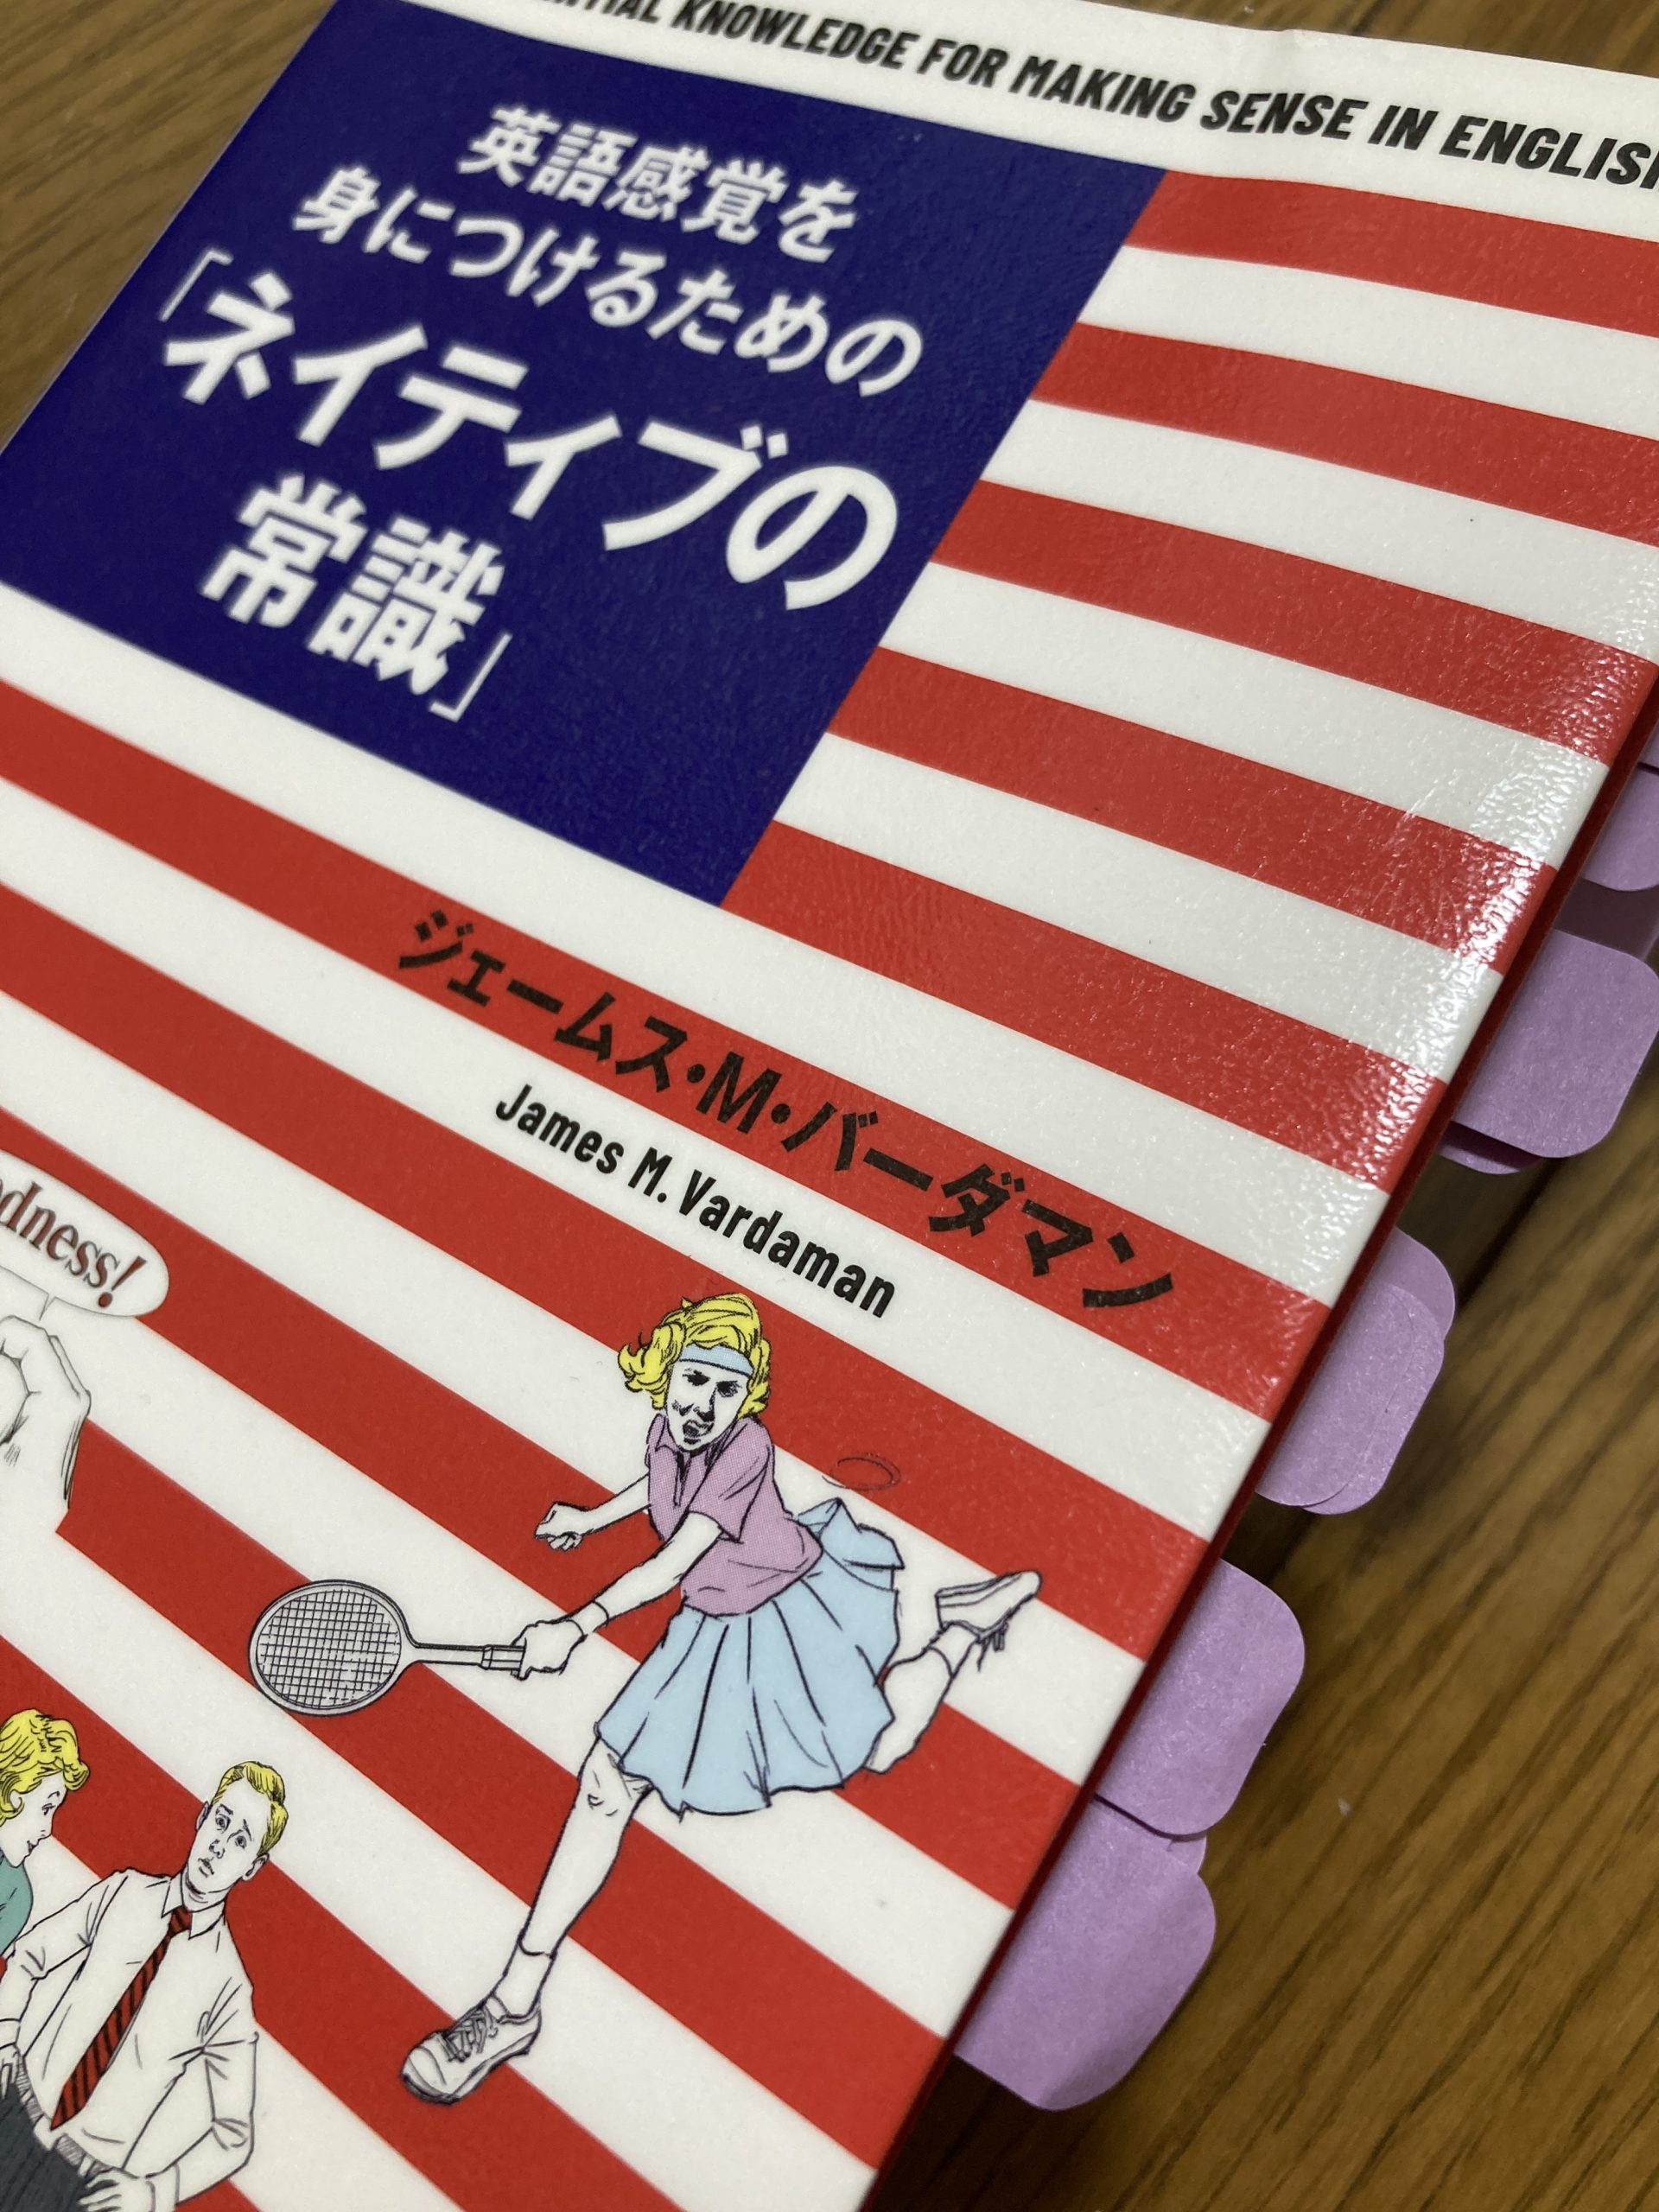 KNOWLEDGE FOR MAKING SENSE IN ENGLISH
英語感覚を
身につけるための
「ネイティブの
常識」
ジェームス・M・バーダマン
James M. Vardaman